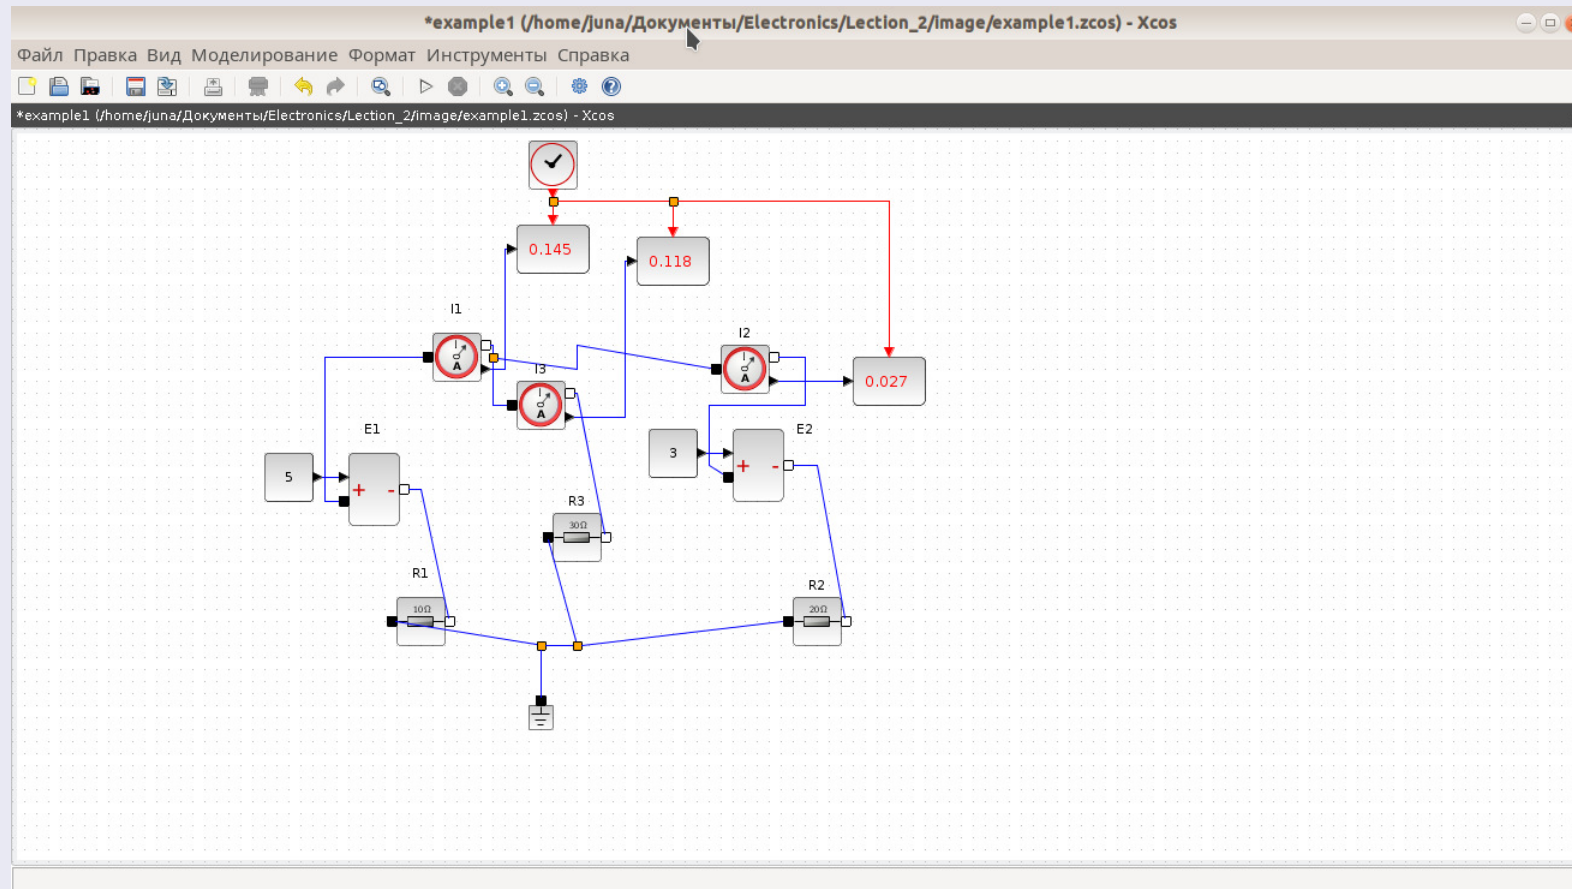 *example1 (/home/juna/Документы/Electronics/Lection_2/image/example1.zcos) - Xcos
Файл Правка Вид Моделирование Формат Инструменты Справка
*example1 (/home/juna/Документы/Electronics/Lection_2/image/example1.zcos) - Xcos
0.145
0.118
I1
I2
I
A
I
A
0.027
I3
I
A
E1
E2
3
+ -
5
+ -
R3
30Ω
R1
R2
10Ω
20Ω